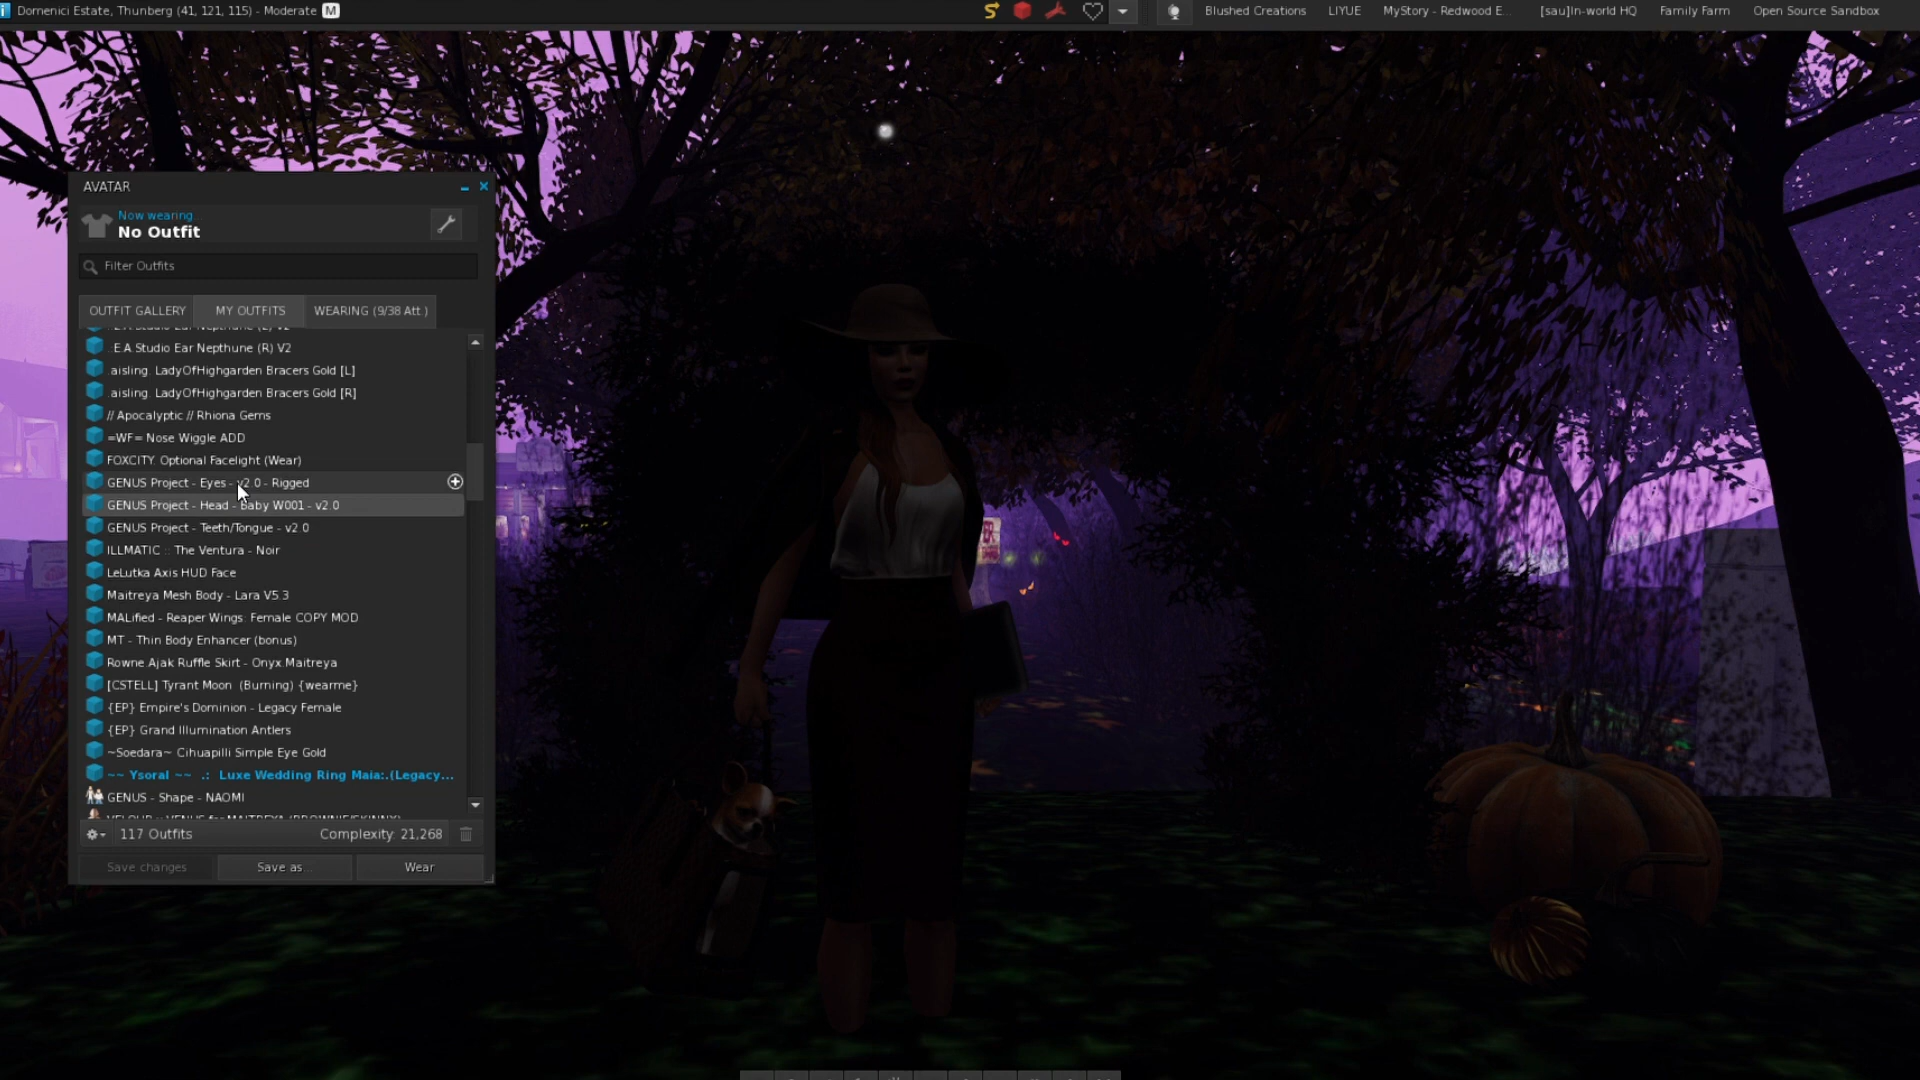 Domenici Estate, Thunberg (41, 121, 115) - Moderate M
Blushed Creations LIYUE MyStory - Redwood E... [sau]In-world HQ Family Farm Open Source Sandbox
AVATAR
Now wearing
No Outfit
Filter Outfits
OUTFIT GALLERY MY OUTFITS WEARING (9/38 Att.)
.E.A.Studio Ear Nepthune (L) V2
.E.A.Studio Ear Nepthune (R) V2
.aisling. LadyOfHighgarden Bracers Gold [L]
.aisling. LadyOfHighgarden Bracers Gold [R]
// Apocalyptic // Rhiona Gems
=WF= Nose Wiggle ADD
FOXCITY. Optional Facelight (Wear)
GENUS Project - Eyes - v2.0 - Rigged
GENUS Project - Head - Baby W001 - v2.0
GENUS Project - Teeth/Tongue - v2.0
ILLMATIC :: The Ventura - Noir
LeLutka Axis HUD Face
Maitreya Mesh Body - Lara V5.3
MALified - Reaper Wings: Female COPY MOD
MT - Thin Body Enhancer (bonus)
Rowne Ajak Ruffle Skirt - Onyx Maitreya
[CSTELL] Tyrant Moon (Burning) {wearme}
{EP} Empire's Dominion - Legacy Female
{EP} Grand Illumination Antlers
~Soedara~ Cihuapilli Simple Eye Gold
~~ Ysoral ~~ .: Luxe Wedding Ring Maia:.(Legacy...
GENUS - Shape - NAOMI
117 Outfits Complexity: 21,268
Save changes Save as... Wear